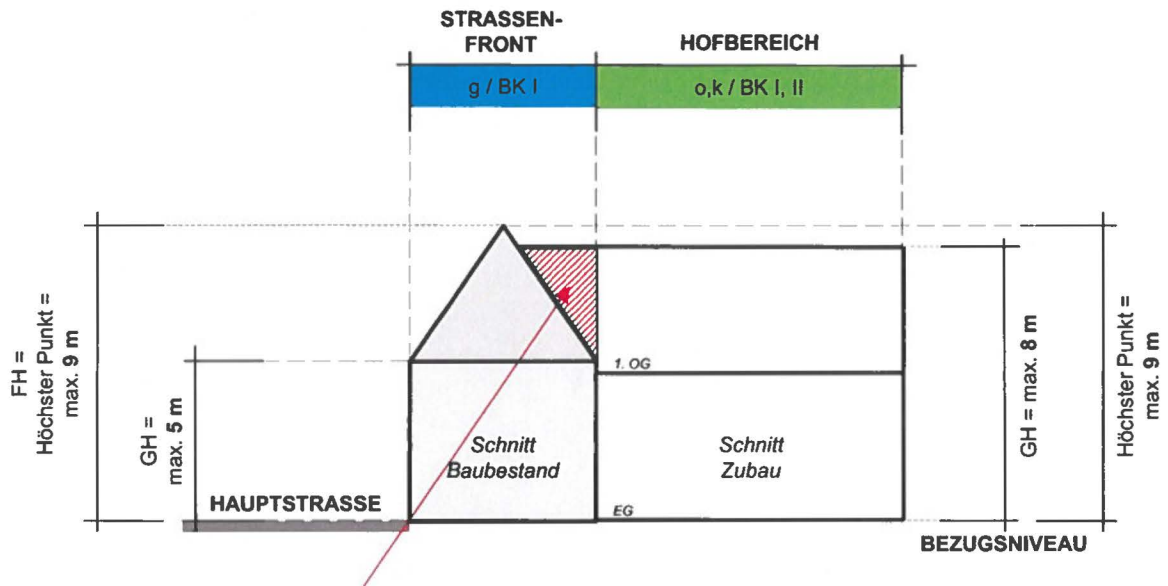 STRASSEN-
FRONT
HOFBEREICH
g / BK I
o,k / BK I, II
FH =
Höchster Punkt =
max. 9 m
GH =
max. 5 m
1. OG
Schnitt
Baubestand
Schnitt
Zubau
GH = max. 8 m
Höchster Punkt =
max. 9 m
HAUPTSTRASSE
EG
BEZUGSNIVEAU